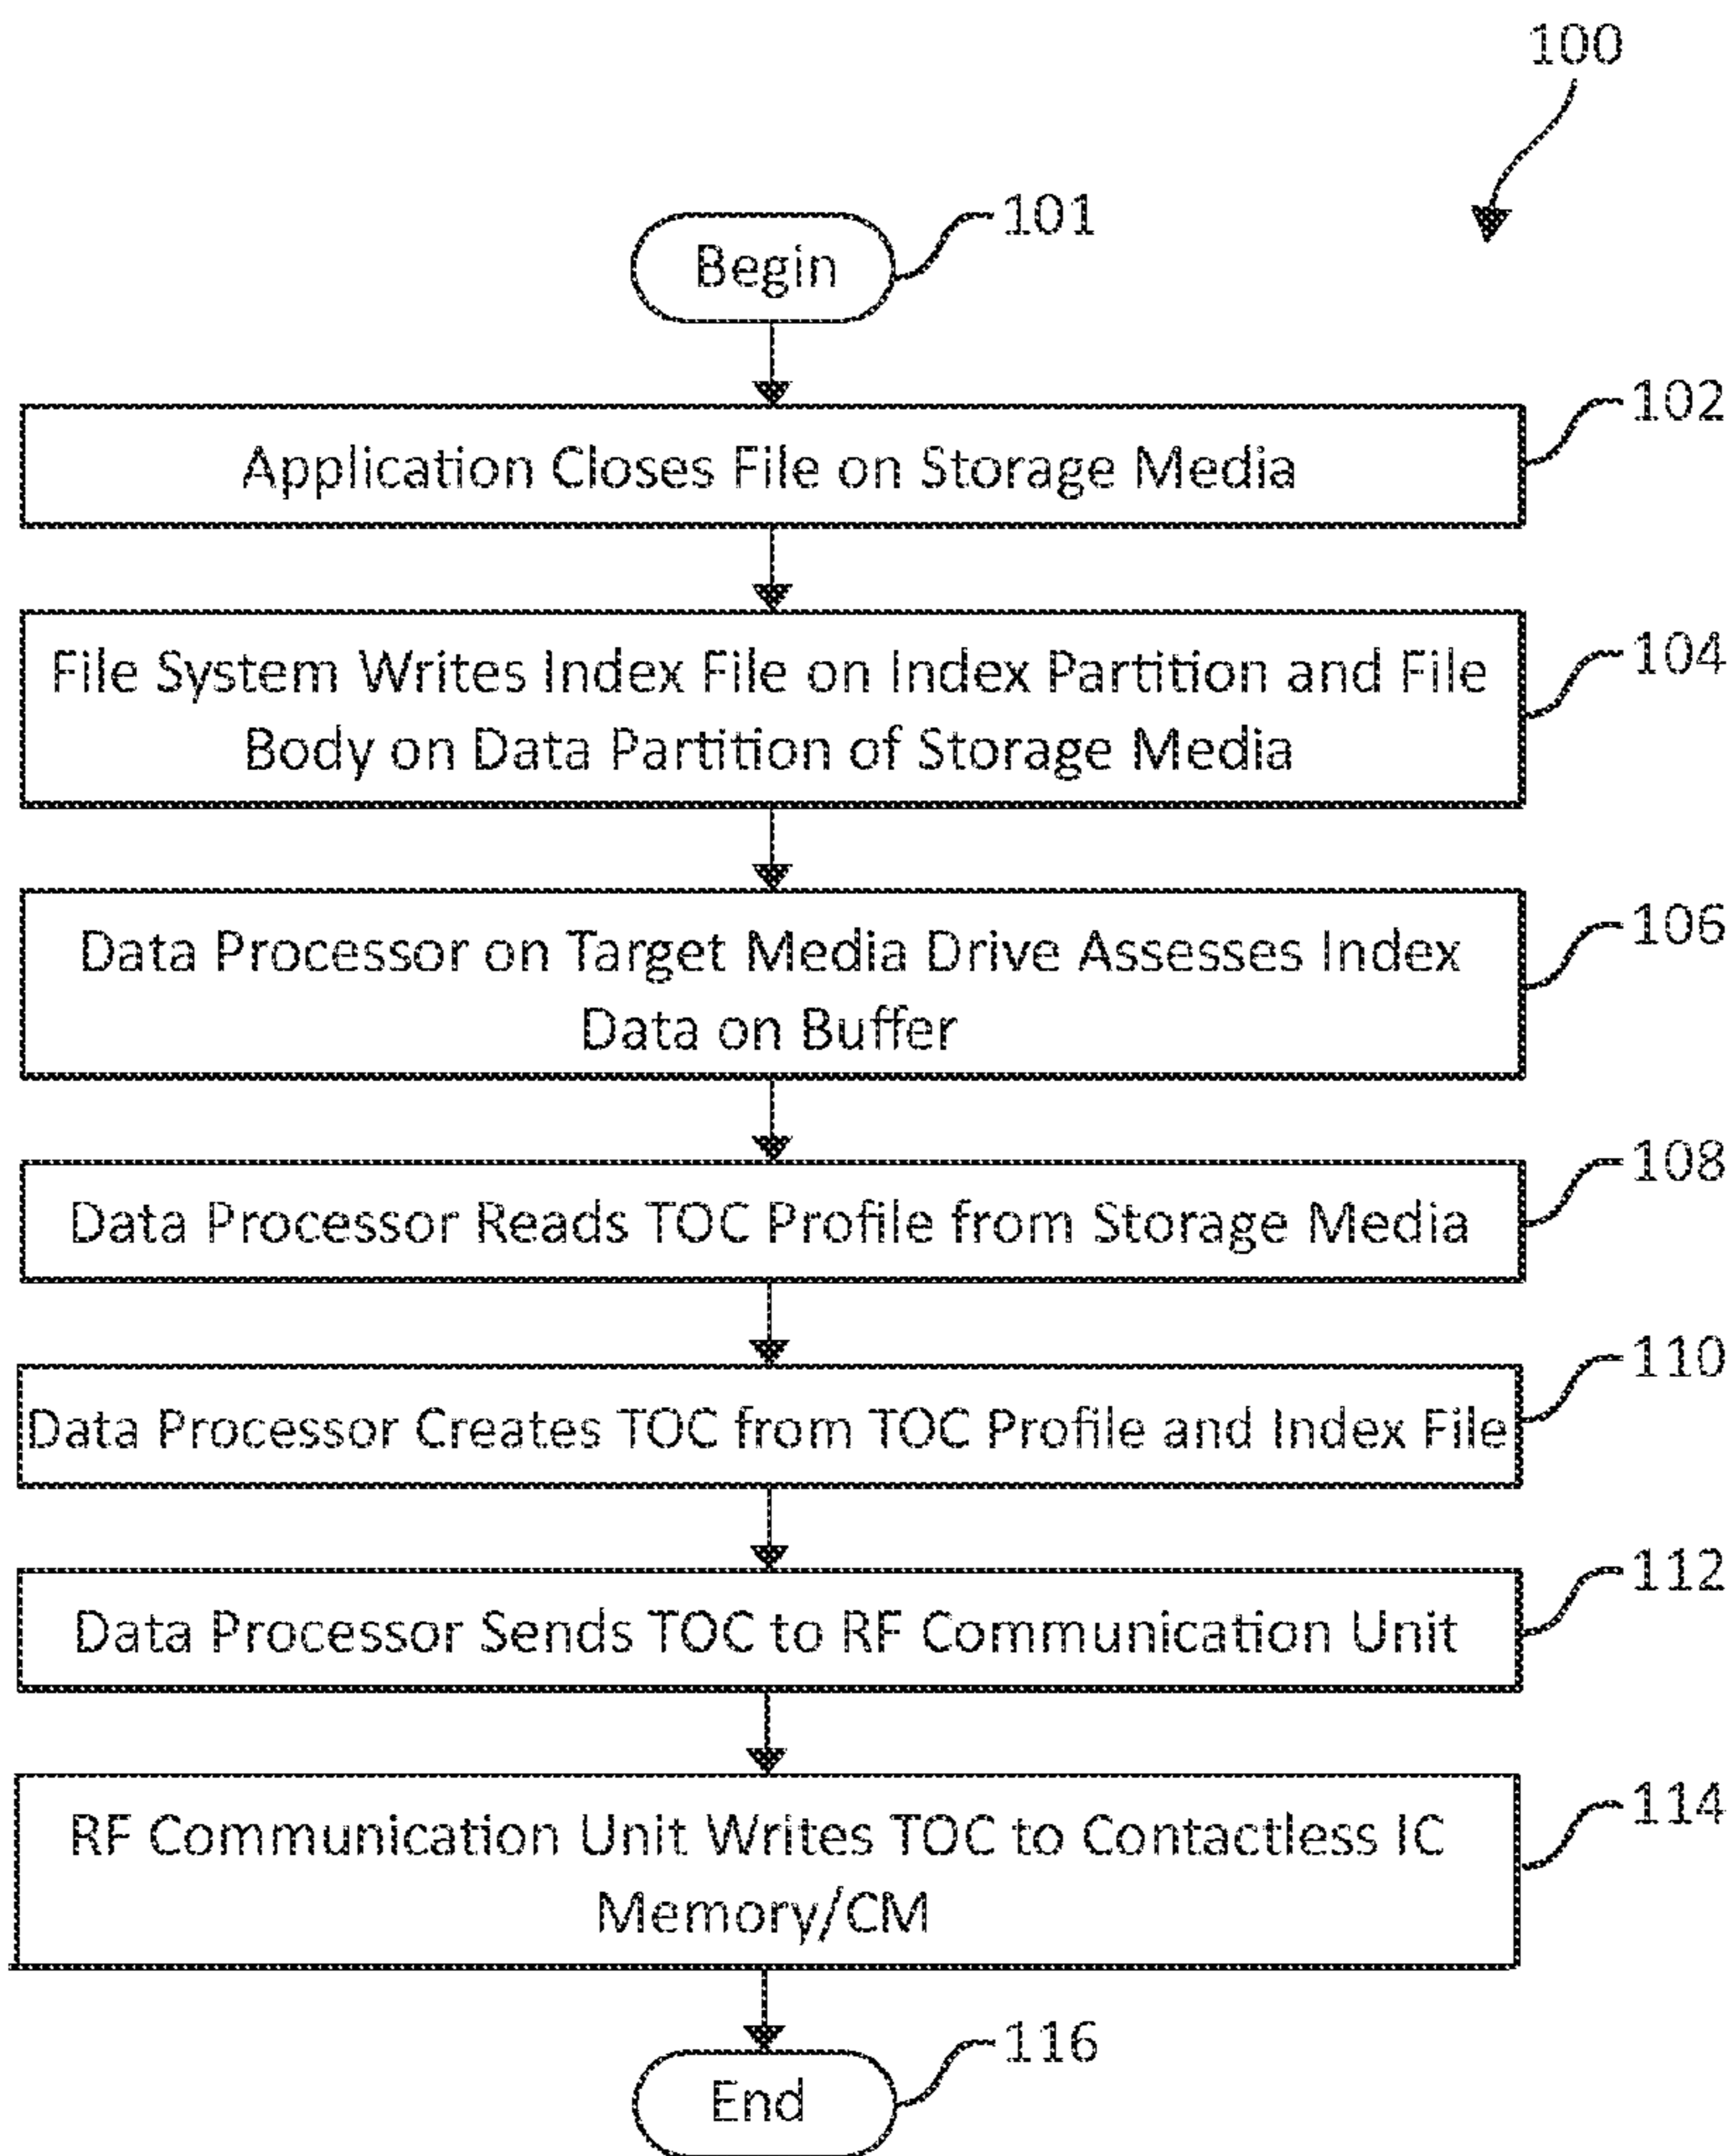 100
Begin
101
Application Closes File on Storage Media
102
File System Writes Index File on Index Partition and File
Body on Data Partition of Storage Media
104
Data Processor on Target Media Drive Assesses Index
Data on Buffer
106
Data Processor Reads TOC Profile from Storage Media
108
Data Processor Creates TOC from TOC Profile and Index File
110
Data Processor Sends TOC to RF Communication Unit
112
RF Communication Unit Writes TOC to Contactless IC
Memory/CM
114
End
116